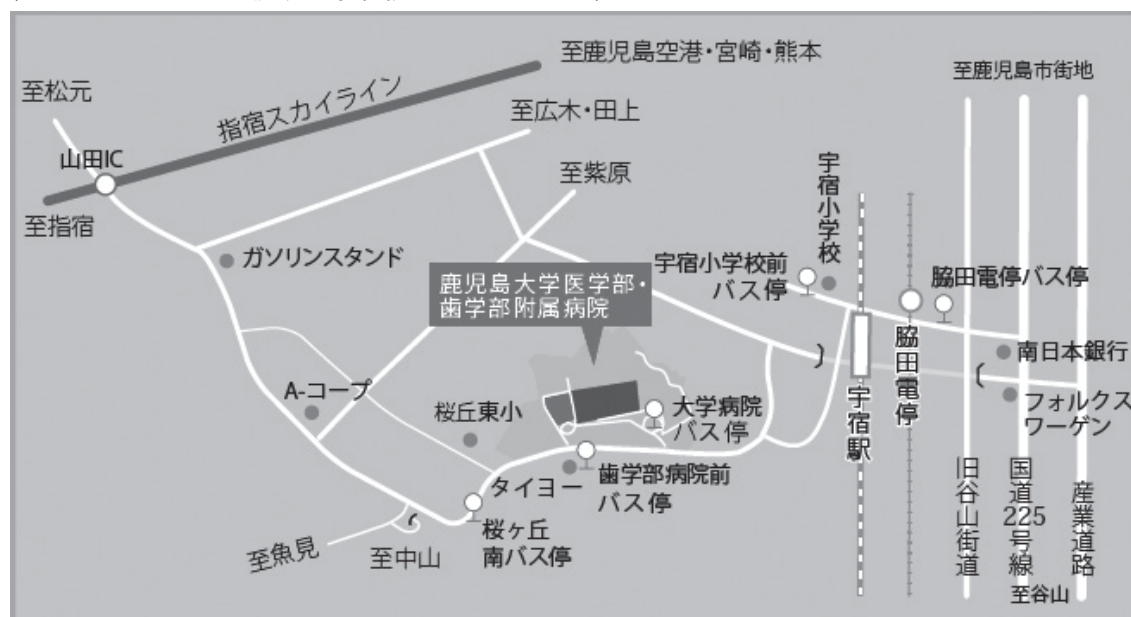 至鹿児島空港・宮崎・熊本
至鹿児島市街地
至松元
指宿スカイライン
至広木・田上
山田IC
至紫原
宇宿小学校
至指宿
ガソリンスタンド
宇宿小学校前
バス停
脇田電停バス停
鹿児島大学医学部・
歯学部附属病院
脇田電停
南日本銀行
A-コープ
桜丘東小
大学病院
バス停
宇宿駅
フォルクス
ワーゲン
タイヨー
歯学部病院前
バス停
旧谷山街道
国道225号線
産業道路
桜ヶ丘
南バス停
至魚見
至中山
至谷山